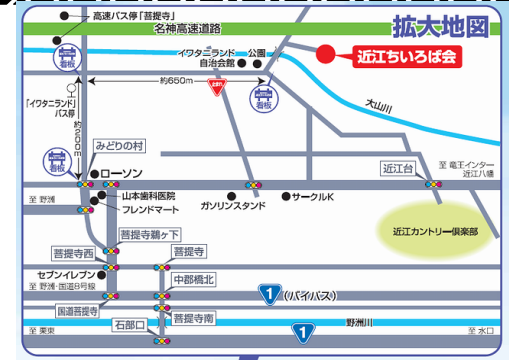 高速バス停「菩提寺」
名神高速道路
拡大地図
イワタニランド
自治会館
公園
近江ちいろば会
看板
約650m
止まれ
看板
大山川
「イワタニランド」
バス停
約200m
みどりの村
看板
ローソン
近江台
至 竜王インター
近江八幡
至 野洲
山本歯科医院
フレンドマート
ガソリンスタンド
サークルK
菩提寺鵜ヶ下
近江カントリー倶楽部
菩提寺西
菩提寺
セブンイレブン
中郡橋北
至 野洲・国道8号線
1
(バイパス)
国道菩提寺
菩提寺南
石部口
野洲川
至 栗東
1
至 水口